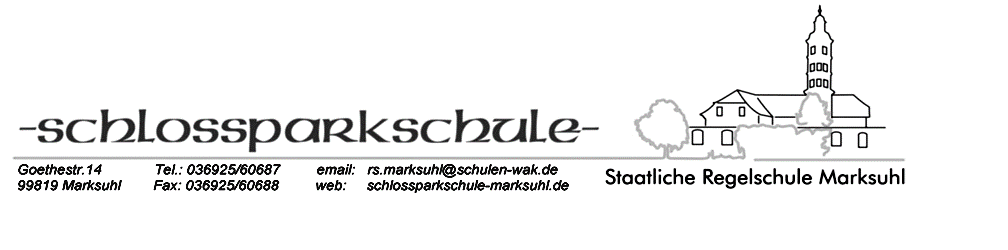 -schlossparkschule-
Goethestr.14 Tel.: 036925/60687 email: rs.marksuhl@schulen-wak.de
99819 Marksuhl Fax: 036925/60688 web: schlossparkschule-marksuhl.de
Staatliche Regelschule Marksuhl